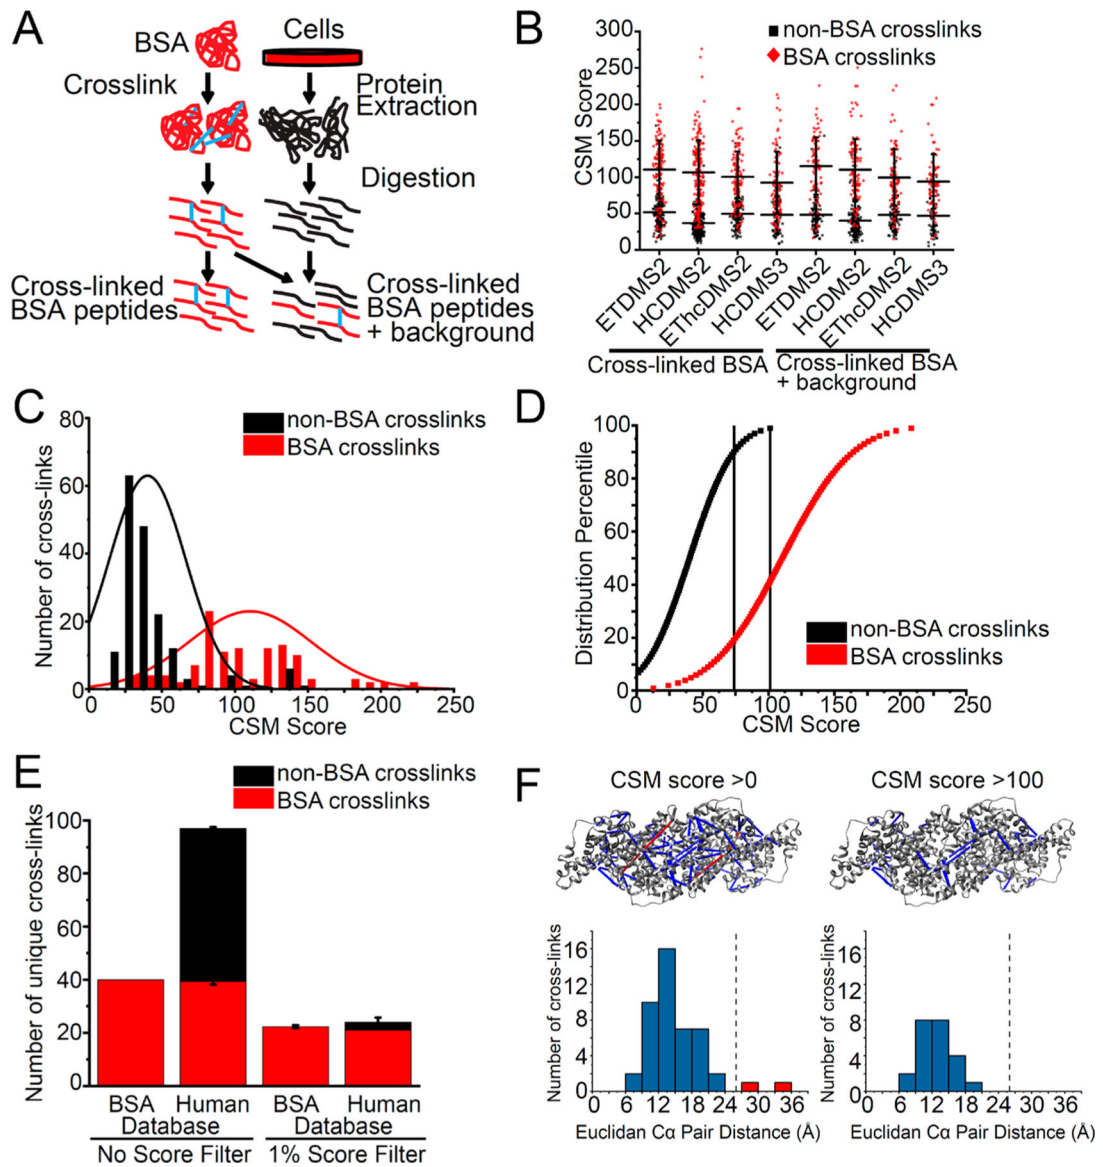 A
BSA
Cells
Crosslink
Protein
Extraction
Digestion
Cross-linked
BSA peptides
Cross-linked
BSA peptides
+ background
B
non-BSA crosslinks
BSA crosslinks
CSM Score
300
250
200
150
100
50
0
ETDMS2
HCDMS2
EThcDMS2
HCDMS3
ETDMS2
HCDMS2
EThcDMS2
HCDMS3
Cross-linked BSA
Cross-linked BSA
+ background
C
non-BSA crosslinks
BSA crosslinks
Number of cross-links
80
60
40
20
0
0 50 100 150 200 250
CSM Score
D
Distribution Percentile
100
80
60
40
20
0
0 50 100 150 200 250
CSM Score
non-BSA crosslinks
BSA crosslinks
E
non-BSA crosslinks
BSA crosslinks
Number of unique cross-links
100
80
60
40
20
0
BSA Human
Database
No Score Filter
BSA Human
Database
1% Score Filter
F
CSM score >0
CSM score >100
Number of cross-links
16
12
8
4
0
0 6 12 18 24 30 36
Euclidan Cα Pair Distance (Å)
Number of cross-links
16
12
8
4
0 6 12 18 24 30 36
Euclidan Cα Pair Distance (Å)